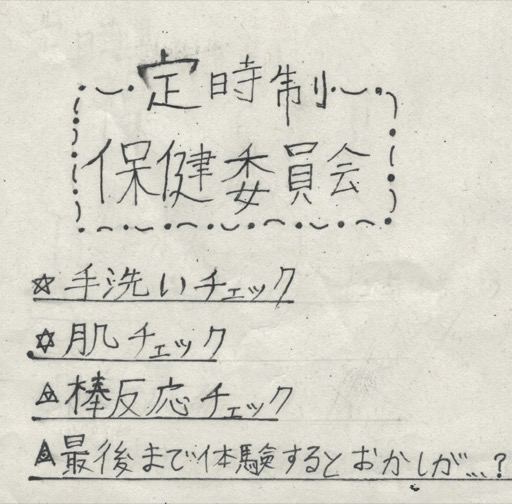 定時制
保健委員会
☆手洗いチェック
✡肌チェック
▲棒反応チェック
▲最後まで体験するとおかしが…?